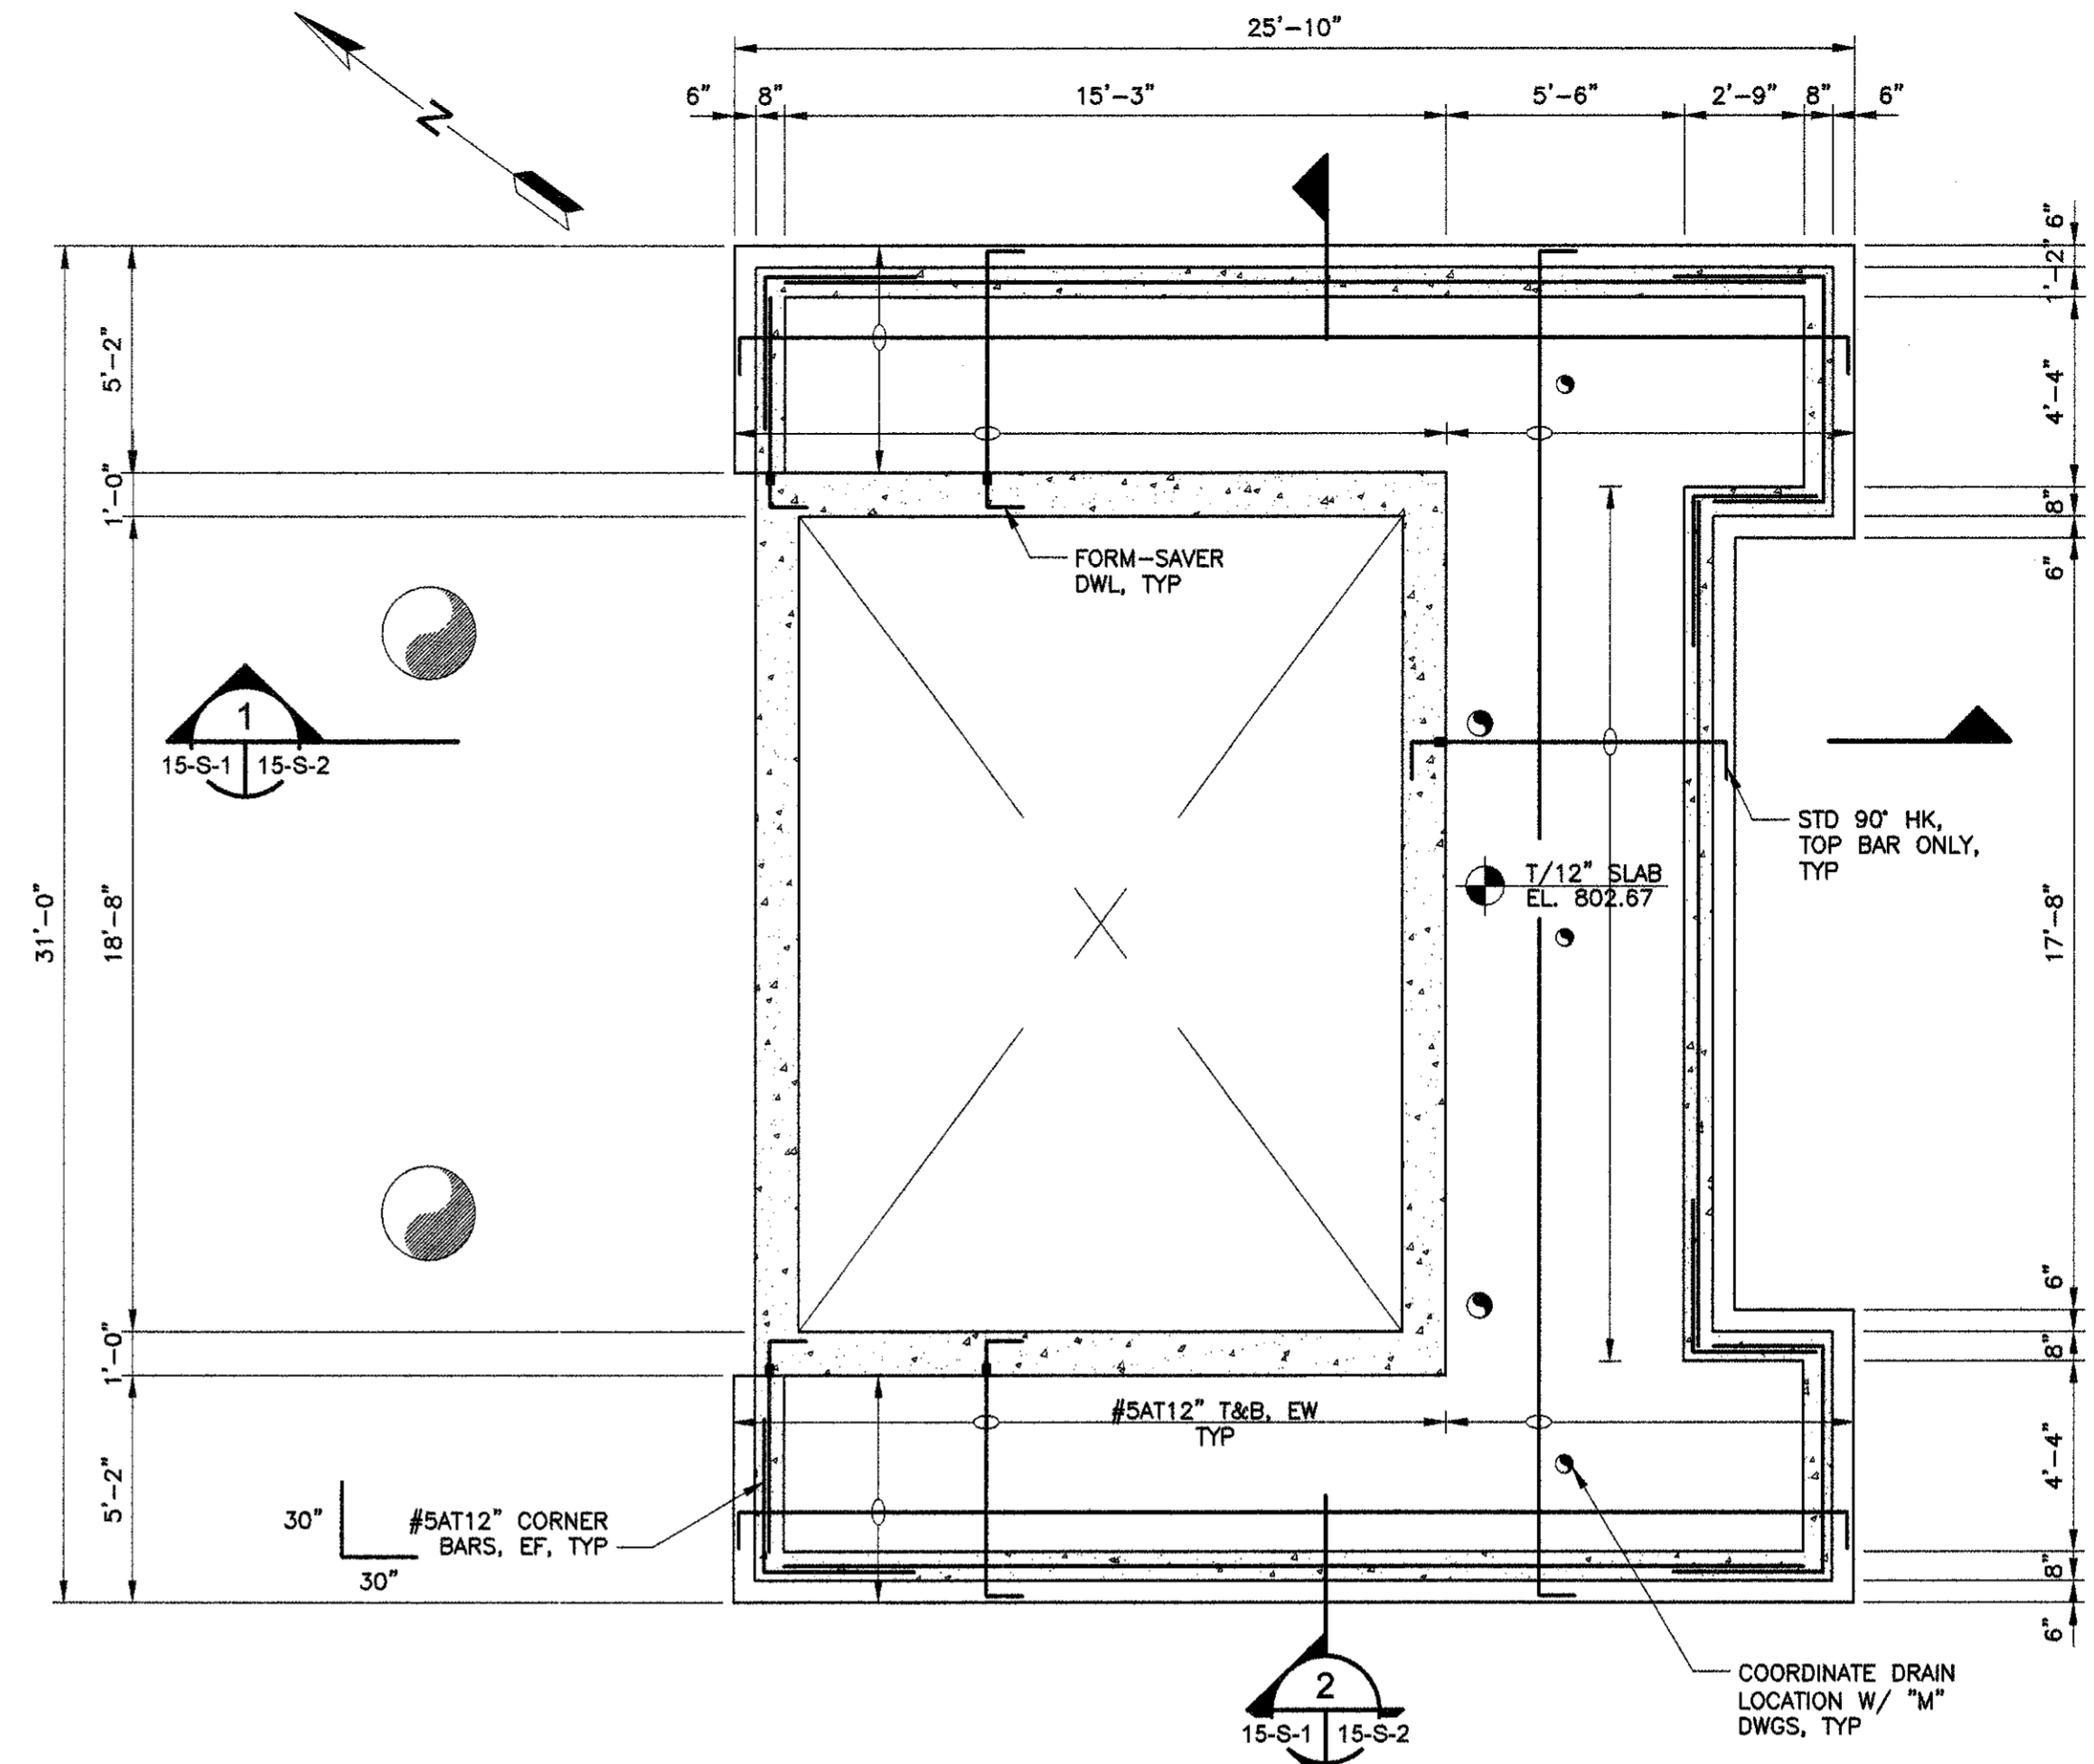 25'-10"
6" 8" 15'-3" 5'-6" 2'-9" 8" 6"
N
6"
1'-2"
5'-2"
4'-4"
1'-0"
8"
6"
FORM-SAVER
DWL, TYP
1
15-S-1 15-S-2
STD 90° HK,
TOP BAR ONLY,
TYP
T/12" SLAB
EL. 802.67
31'-0"
18'-8"
17'-8"
6"
1'-0"
8"
#5AT12" T&B, EW
TYP
5'-2"
4'-4"
30"
#5AT12" CORNER
BARS, EF, TYP
30"
8"
6"
COORDINATE DRAIN
LOCATION W/ "M"
DWGS, TYP
2
15-S-1 15-S-2